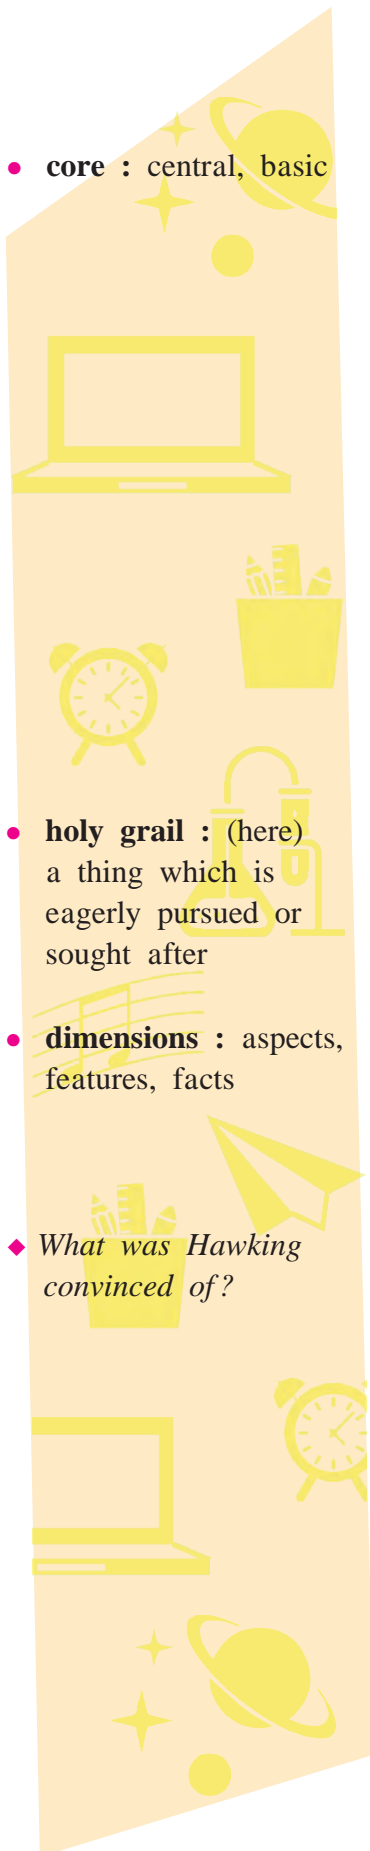 • core : central, basic
• holy grail : (here)
a thing which is
eagerly pursued or
sought after
• dimensions : aspects,
features, facts
◆ What was Hawking
convinced of ?